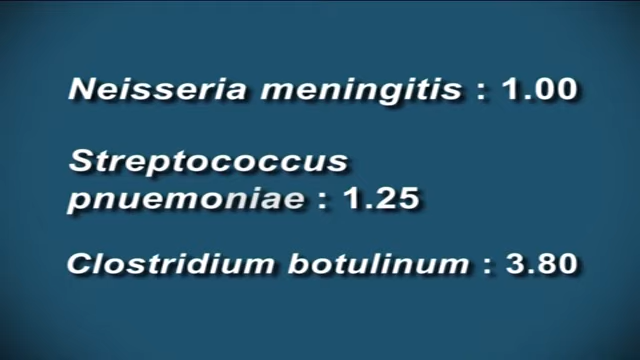 Neisseria meningitis : 1.00
Streptococcus
pnuemoniae : 1.25
Clostridium botulinum : 3.80